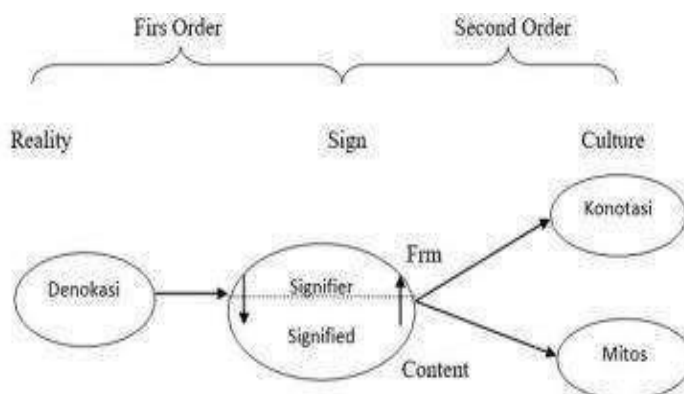 Firs Order
Second Order
Reality
Sign
Culture
Konotasi
Frm
Denokasi
Signifier
Signified
Mitos
Content